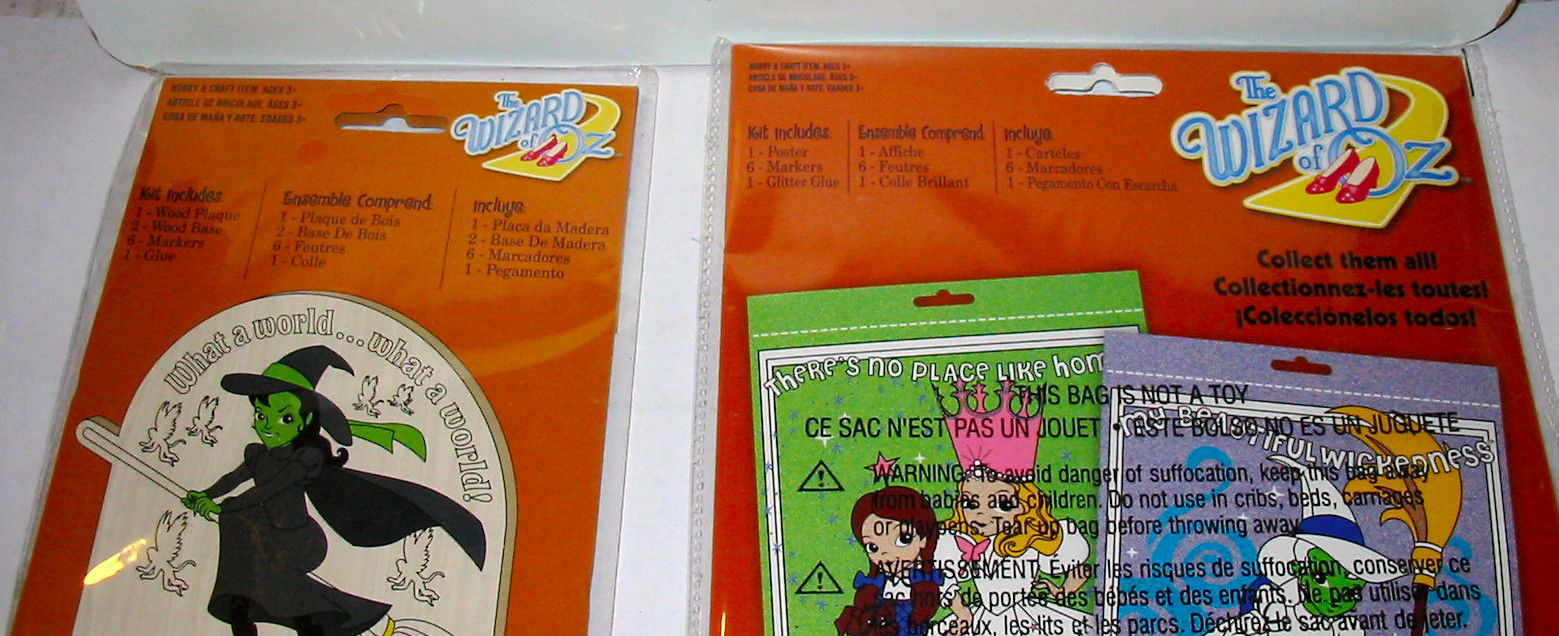 HOBBY & CRAFT ITEM. AGES 3+
ARTICLE DE BRICOLAGE. ÂGES 3+
COSA DE MAÑA Y ARTE. EDADES 3+
The WIZARD of Oz
Kit Includes:
1 - Wood Plaque
2 - Wood Base
6 - Markers
1 - Glue
Ensemble Comprend
1 - Plaque de Bois
2 - Base De Bois
6 - Feutres
1 - Colle
Incluye:
1 - Placa da Madera
2 - Base De Madera
6 - Marcadores
1 - Pegamento
What a world...what a world!
HOBBY & CRAFT ITEM. AGES 3+
ARTICLE DE BRICOLAGE. ÂGES 3+
COSA DE MAÑA Y ARTE. EDADES 3+
Kit Includes:
1 - Poster
6 - Markers
1 - Glitter Glue
Ensemble Comprend
1 - Affiche
6 - Feutres
1 - Colle Brillant
Incluye:
1 - Carteles
6 - Marcadores
1 - Pegamento Con Escarcha
The WIZARD of Oz
Collect them all!
Collectionnez-les toutes!
¡Colecciónelos todos!
THERE'S NO PLACE LIKE HOM
MY BEAUTIFUL WICKEDNESS
THIS BAG IS NOT A TOY
CE SAC N'EST PAS UN JOUET • ESTE BOLSO NO ES UN JUGUETE
WARNING: To avoid danger of suffocation, keep this bag away
from babies and children. Do not use in cribs, beds, carriages
or playpens. Tear up bag before throwing away.
AVERTISSEMENT: Éviter les risques de suffocation, conserver ce
sac hors de portée des bébés et des enfants. Ne pas utiliser dans
les berceaux, les lits et les parcs. Déchirez le sac avant de jeter.